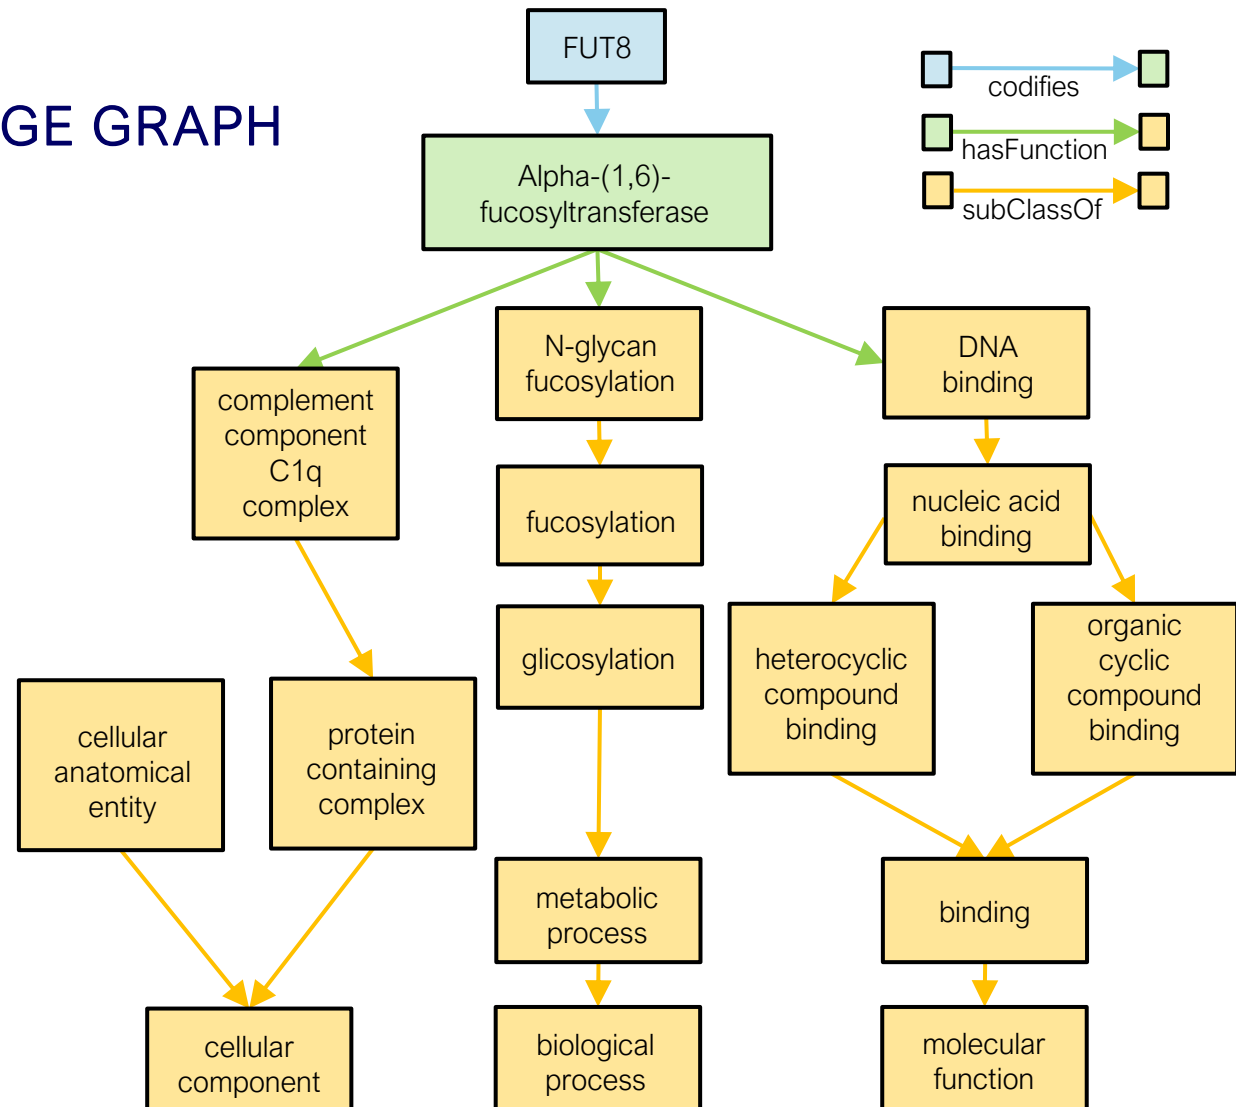 FUT8
GE GRAPH
codifies
hasFunction
subClassOf
Alpha-(1,6)-
fucosyltransferase
complement
component
C1q
complex
N-glycan
fucosylation
DNA
binding
fucosylation
nucleic acid
binding
glicosylation
heterocyclic
compound
binding
organic
cyclic
compound
binding
cellular
anatomical
entity
protein
containing
complex
metabolic
process
binding
cellular
component
biological
process
molecular
function